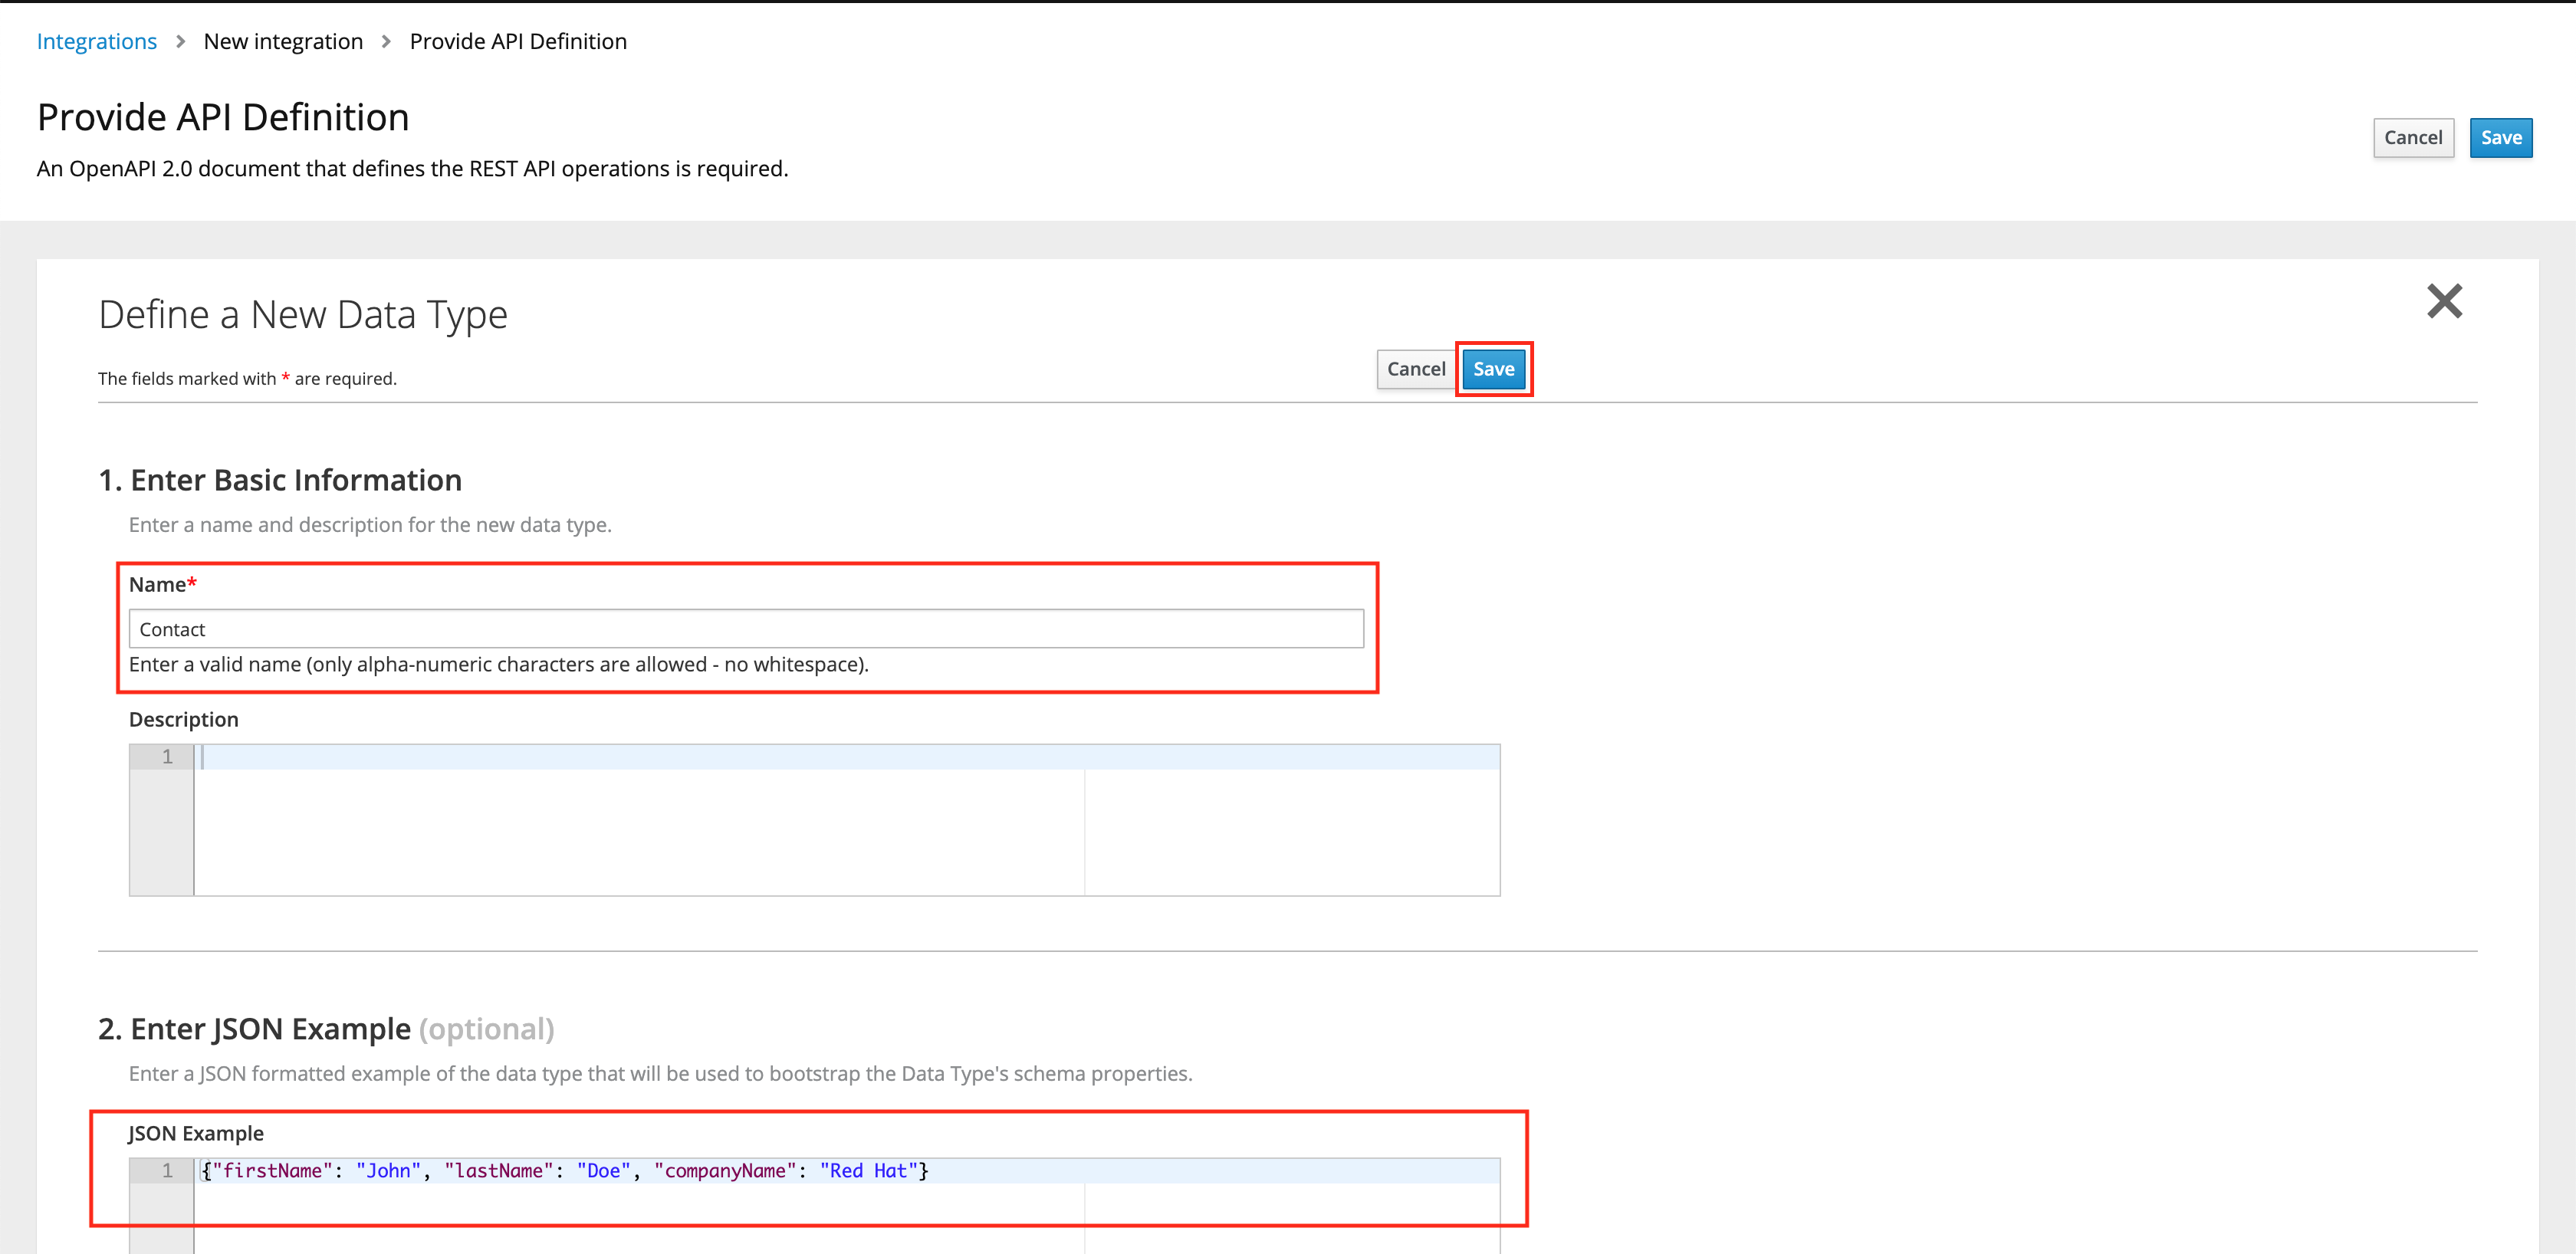 Integrations > New integration > Provide API Definition
Provide API Definition
Cancel Save
An OpenAPI 2.0 document that defines the REST API operations is required.
Define a New Data Type
Cancel Save
The fields marked with * are required.
1. Enter Basic Information
Enter a name and description for the new data type.
Name*
Contact
Enter a valid name (only alpha-numeric characters are allowed - no whitespace).
Description
1
2. Enter JSON Example (optional)
Enter a JSON formatted example of the data type that will be used to bootstrap the Data Type's schema properties.
JSON Example
1 {"firstName": "John", "lastName": "Doe", "companyName": "Red Hat"}